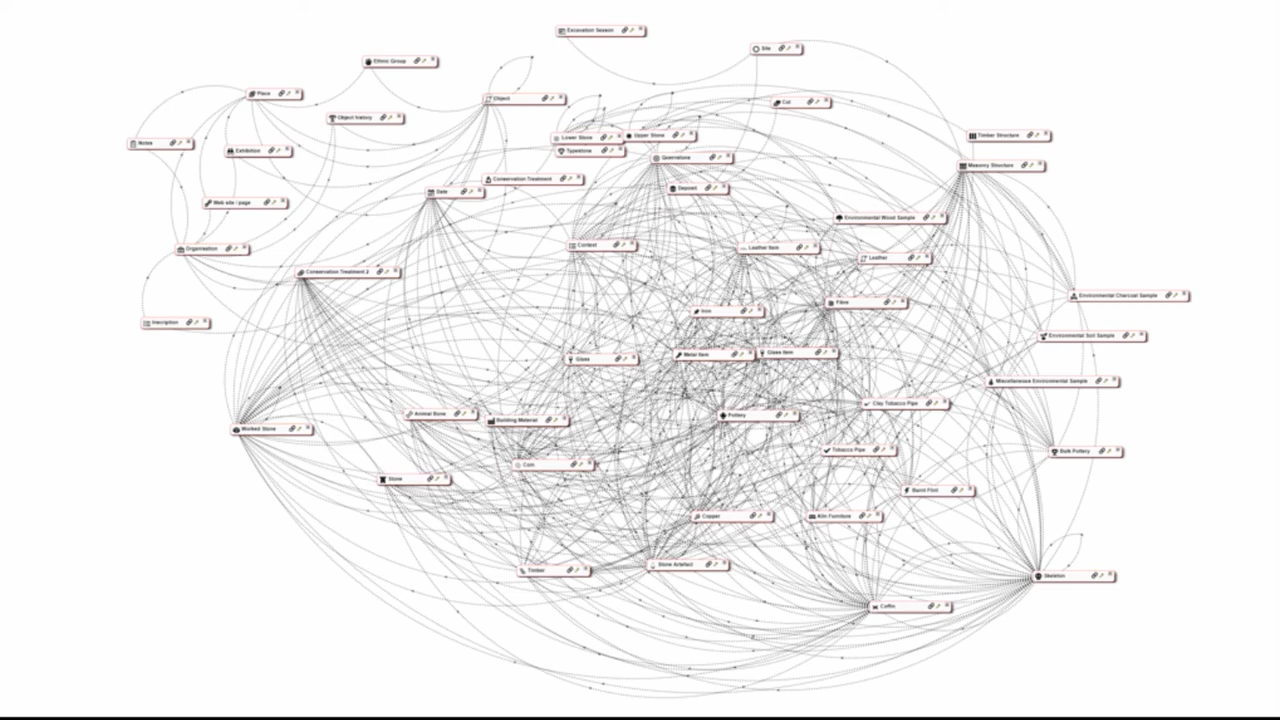 Excavation Season
Site
Ethnic Group
Place
Object
Cut
Object history
Notes
Lower Stone
Upper Stone
Timber Structure
Exhibition
Typestone
Quernstone
Masonry Structure
Conservation Treatment
Deposit
Date
Web site / page
Environmental Wood Sample
Organisation
Context
Leather Item
Leather
Conservation Treatment 2
Environmental Charcoal Sample
Fibre
Iron
Inscription
Environmental Soil Sample
Glass
Metal Item
Glass Item
Miscellaneous Environmental Sample
Clay Tobacco Pipe
Animal Bone
Building Material
Pottery
Worked Stone
Tobacco Pipe
Bulk Pottery
Coin
Stone
Burnt Flint
Copper
Kiln Furniture
Timber
Stone Artefact
Skeleton
Coffin